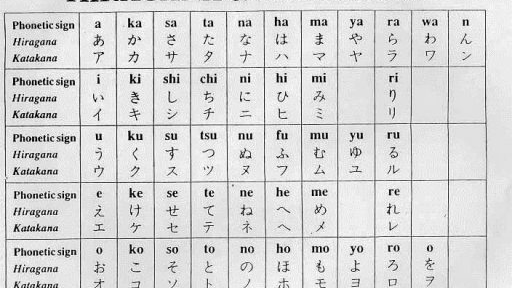 Phonetic sign a ka sa ta na ha ma ya ra wa n
Hiragana あ か さ た な は ま や ら わ ん
Katakana ア カ サ タ ナ ハ マ ヤ ラ ワ ン
Phonetic sign i ki shi chi ni hi mi ri
Hiragana い き し ち に ひ み り
Katakana イ キ シ チ ニ ヒ ミ リ
Phonetic sign u ku su tsu nu fu mu yu ru
Hiragana う く す つ ぬ ふ む ゆ る
Katakana ウ ク ス ツ ヌ フ ム ユ ル
Phonetic sign e ke se te ne he me re
Hiragana え け せ て ね へ め れ
Katakana エ ケ セ テ ネ ヘ メ レ
Phonetic sign o ko so to no ho mo yo ro o
Hiragana お こ そ と の ほ も よ ろ を
Katakana オ コ ソ ト ノ ホ モ ヨ ロ ヲ